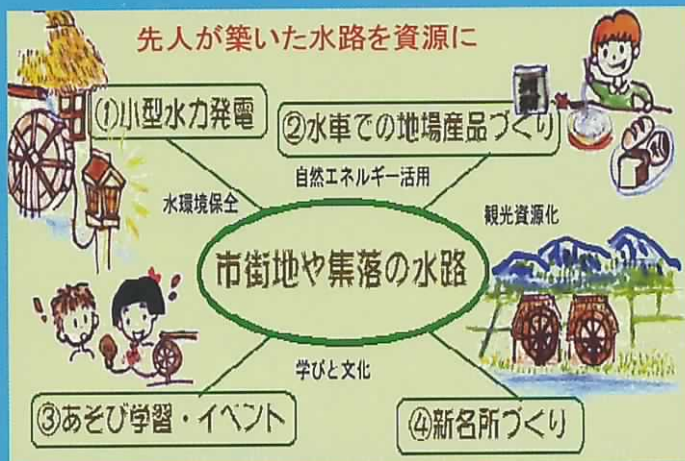 先人が築いた水路を資源に
①小型水力発電
②水車での地場産品づくり
自然エネルギー活用
水環境保全
観光資源化
市街地や集落の水路
学びと文化
③あそび学習・イベント
④新名所づくり